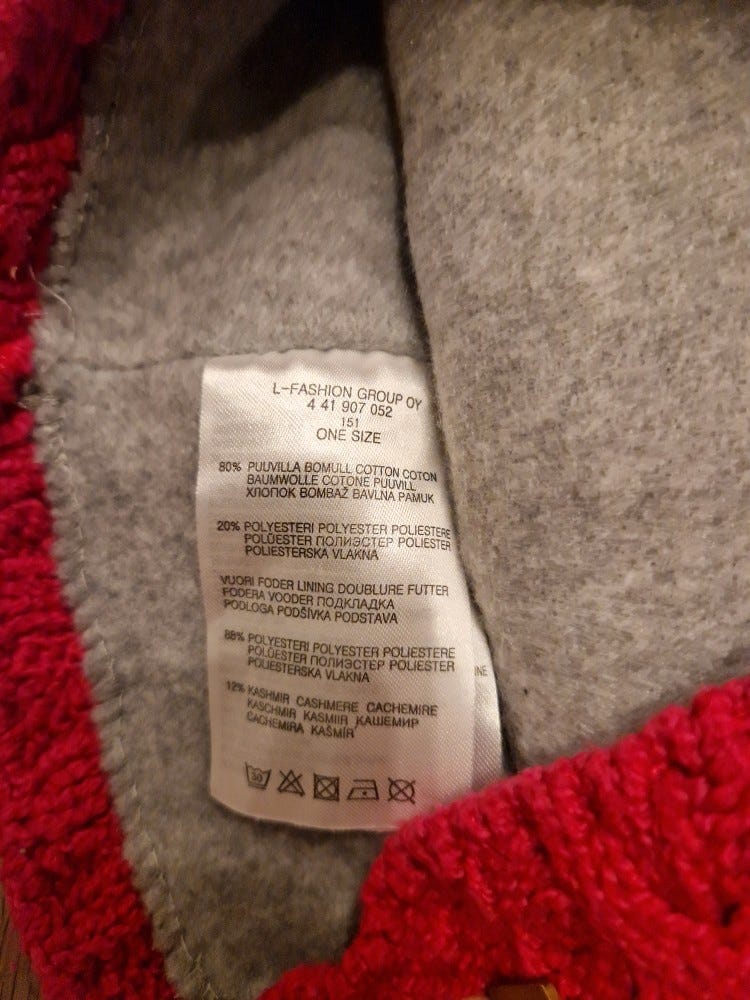 L-FASHION GROUP OY
4 41 907 052
151
ONE SIZE
80% PUUVILLA BOMULL COTTON COTON
BAUMWOLLE COTONE PUUVILL
ХЛОПОК BOMBAŽ BAVLNA PAMUK
20% POLYESTERI POLYESTER POLIESTERE
POLÜESTER ПОЛИЭСТЕР POLIESTER
POLIESTERSKA VLAKNA
VUORI FODER LINING DOUBLURE FUTTER
FODERA VOODER ПОДКЛАДКА
PODLOGA PODŠÍVKA PODSTAVA
88% POLYESTERI POLYESTER POLIESTERE
POLÜESTER ПОЛИЭСТЕР POLIESTER
POLIESTERSKA VLAKNA
12% KASHMIR CASHMERE CACHEMIRE
KASCHMIR KASMIIR КАШЕМИР
CACHEMIRA KAŠMÍR
30
INE